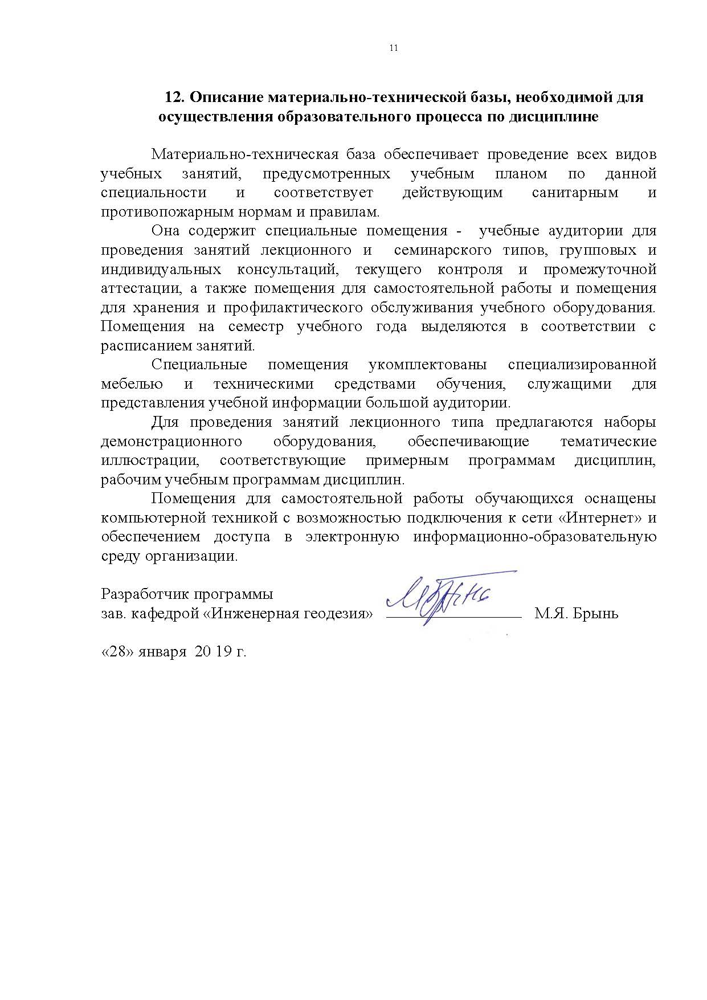 11
12. Описание материально-технической базы, необходимой для
осуществления образовательного процесса по дисциплине
Материально-техническая база обеспечивает проведение всех видов
учебных занятий, предусмотренных учебным планом по данной
специальности и соответствует действующим санитарным и
противопожарным нормам и правилам.
Она содержит специальные помещения - учебные аудитории для
проведения занятий лекционного и семинарского типов, групповых и
индивидуальных консультаций, текущего контроля и промежуточной
аттестации, а также помещения для самостоятельной работы и помещения
для хранения и профилактического обслуживания учебного оборудования.
Помещения на семестр учебного года выделяются в соответствии с
расписанием занятий.
Специальные помещения укомплектованы специализированной
мебелью и техническими средствами обучения, служащими для
представления учебной информации большой аудитории.
Для проведения занятий лекционного типа предлагаются наборы
демонстрационного оборудования, обеспечивающие тематические
иллюстрации, соответствующие примерным программам дисциплин,
рабочим учебным программам дисциплин.
Помещения для самостоятельной работы обучающихся оснащены
компьютерной техникой с возможностью подключения к сети «Интернет» и
обеспечением доступа в электронную информационно-образовательную
среду организации.
Разработчик программы
зав. кафедрой «Инженерная геодезия» М.Я. Брынь
«28» января 20 19 г.